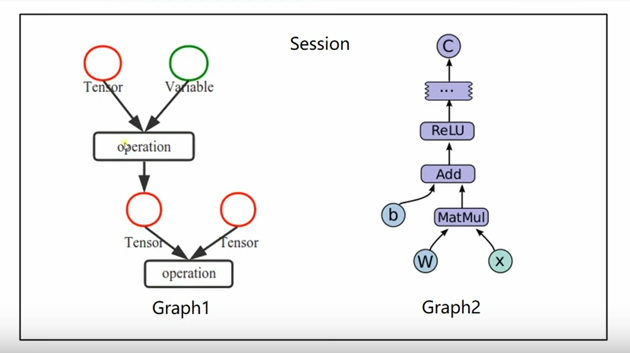 Session
Tensor
Variable
operation
Tensor
Tensor
operation
Graph1
C
...
ReLU
Add
b
MatMul
W
x
Graph2